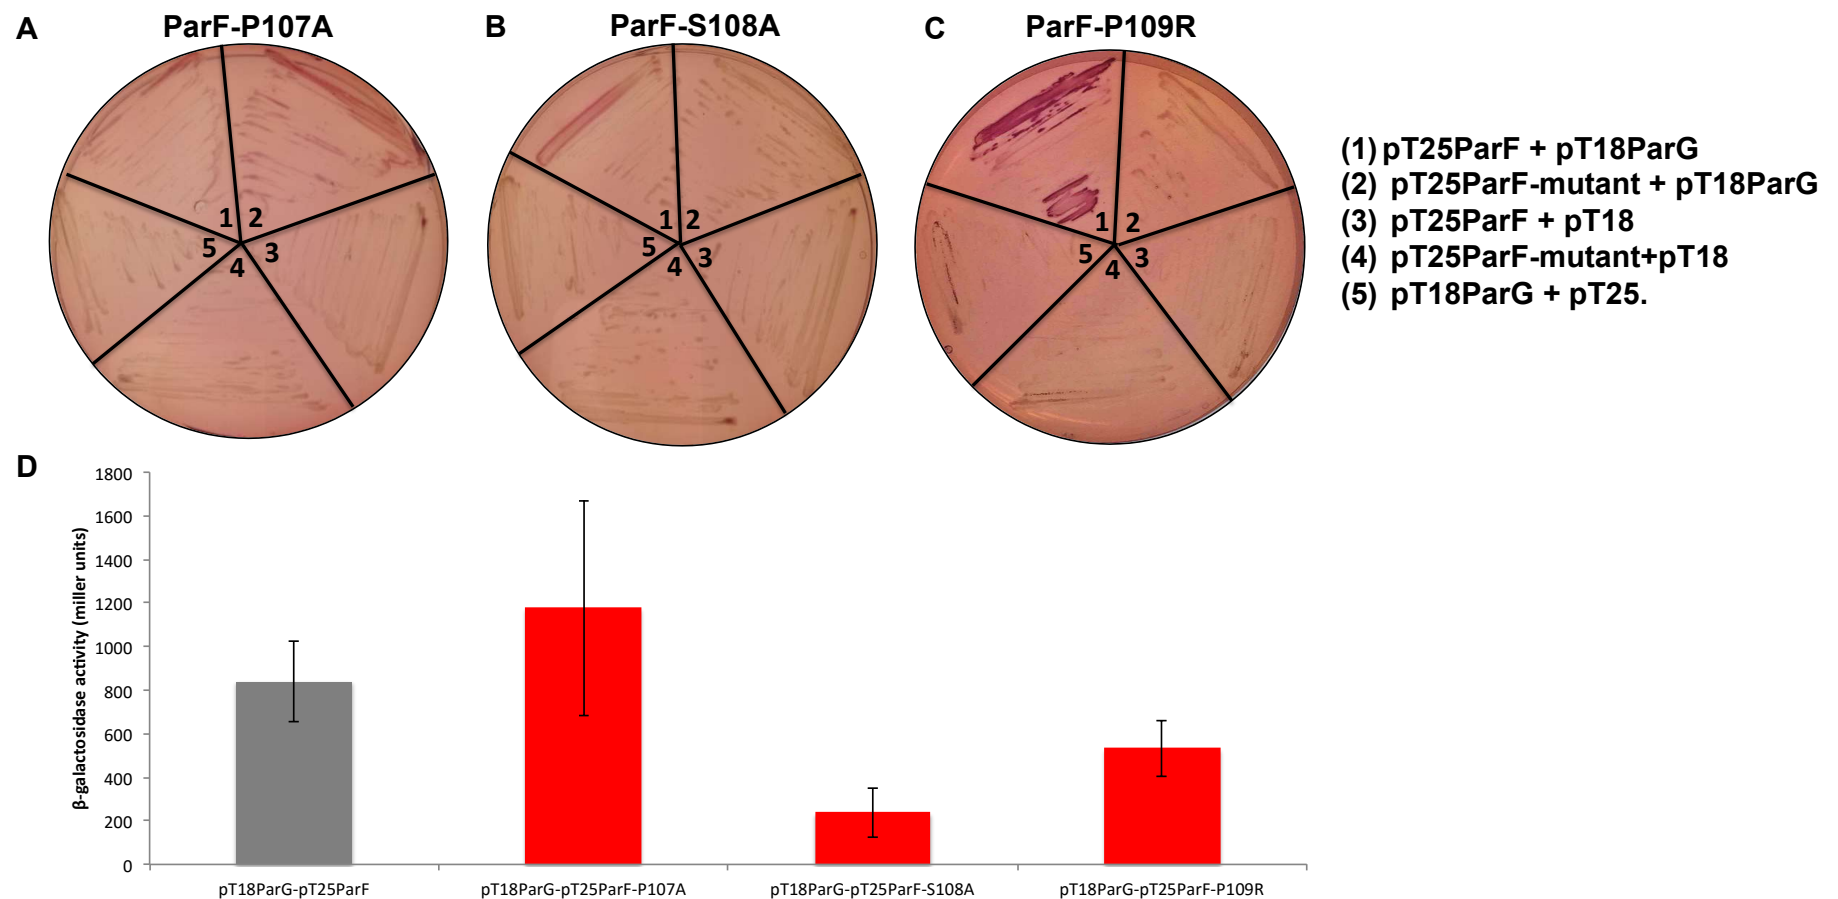 A
ParF-P107A
B
ParF-S108A
C
ParF-P109R
1 2
3
4
5
1 2
3
4
5
1 2
3
4
5
(1) pT25ParF + pT18ParG
(2) pT25ParF-mutant + pT18ParG
(3) pT25ParF + pT18
(4) pT25ParF-mutant+pT18
(5) pT18ParG + pT25.
D
β-galactosidase activity (miller units)
1800
1600
1400
1200
1000
800
600
400
200
0
pT18ParG-pT25ParF
pT18ParG-pT25ParF-P107A
pT18ParG-pT25ParF-S108A
pT18ParG-pT25ParF-P109R